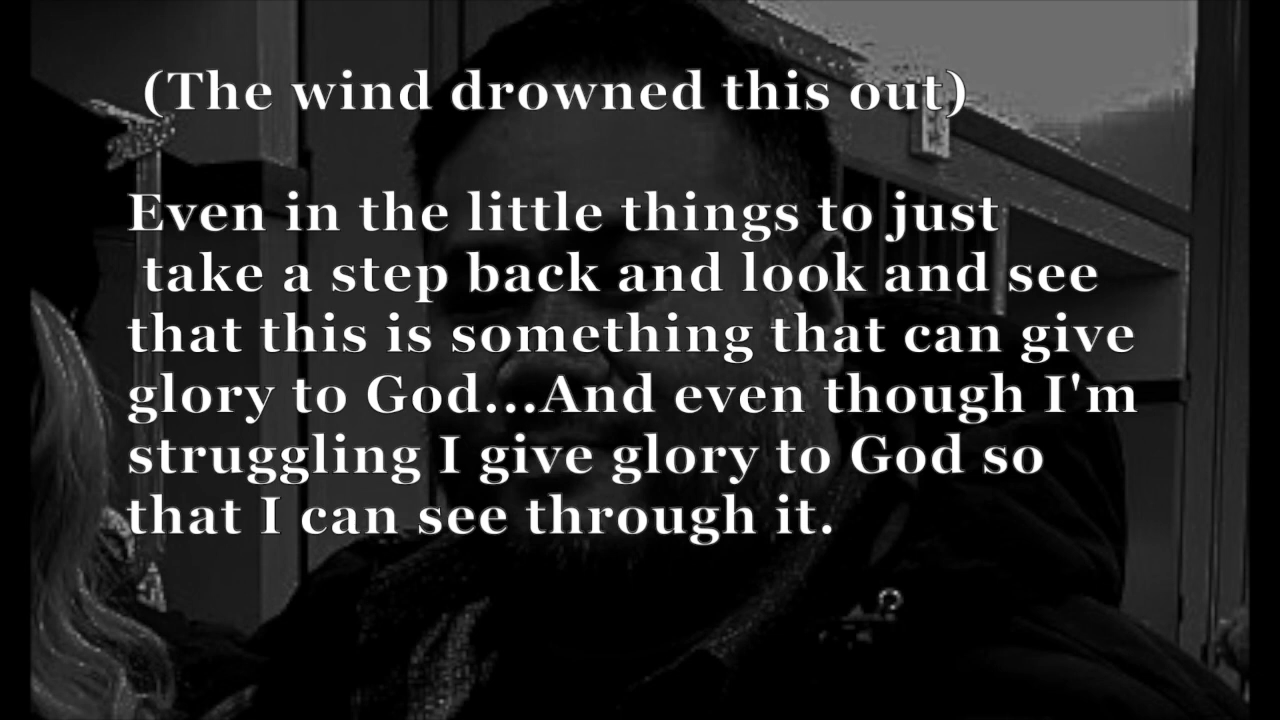 (The wind drowned this out)
Even in the little things to just
take a step back and look and see
that this is something that can give
glory to God...And even though I'm
struggling I give glory to God so
that I can see through it.